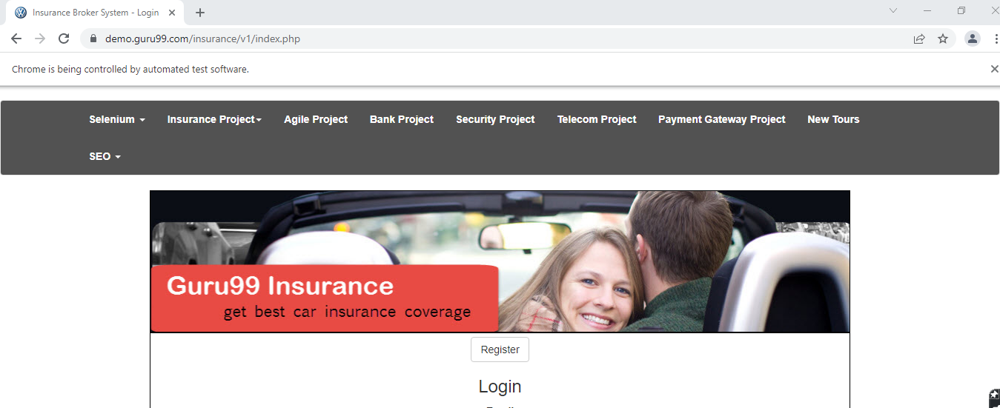 Insurance Broker System - Login
demo.guru99.com/insurance/v1/index.php
Chrome is being controlled by automated test software.
Selenium Insurance Project Agile Project Bank Project Security Project Telecom Project Payment Gateway Project New Tours
SEO
Guru99 Insurance
get best car insurance coverage
Register
Login